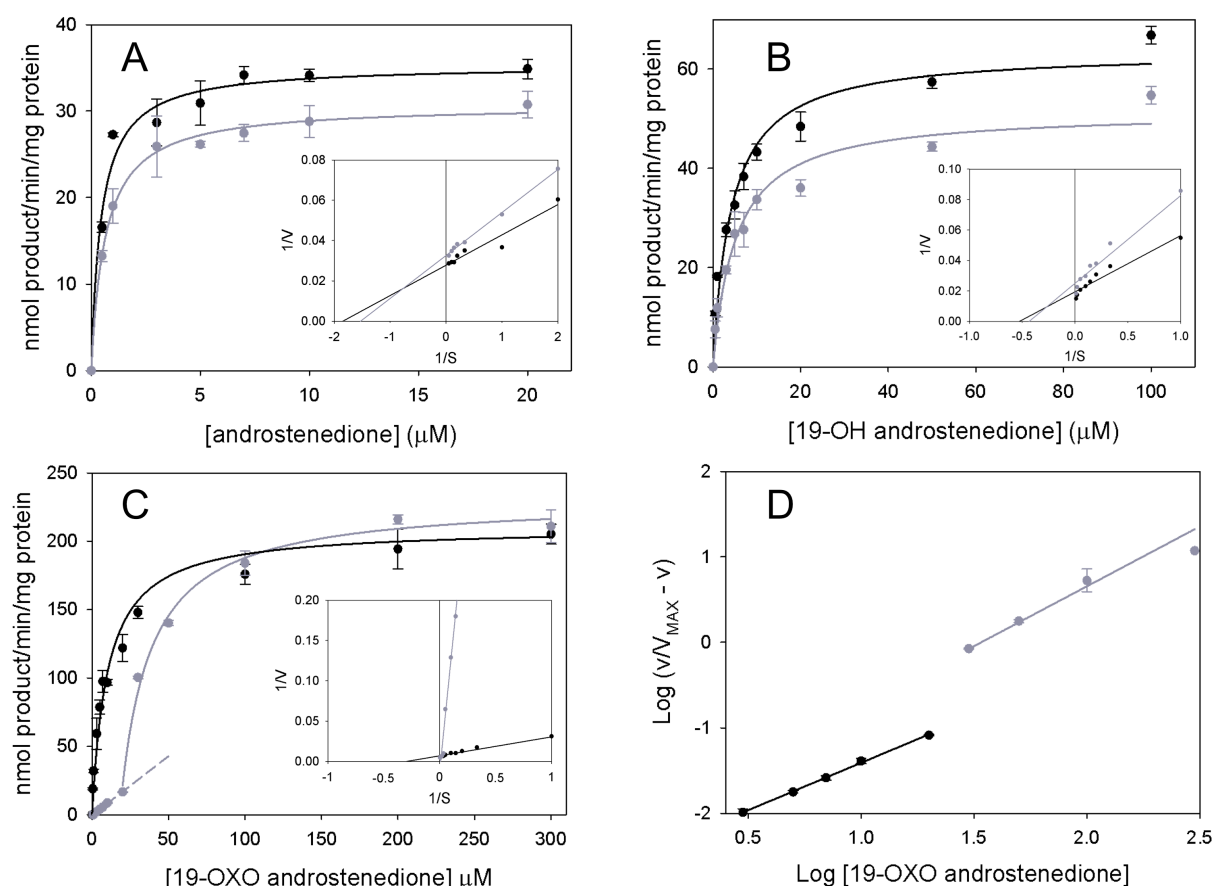 A
nmol product/min/mg protein
40
30
20
10
0
0 5 10 15 20
[androstenedione] (μM)
1/V
0.08
0.06
0.04
0.02
0.00
-2 -1 0 1 2
1/S
B
nmol product/min/mg protein
60
40
20
0
0 20 40 60 80 100
[19-OH androstenedione] (μM)
1/V
0.10
0.08
0.06
0.04
0.02
0.00
-1.0 -0.5 0.0 0.5 1.0
1/S
C
nmol product/min/mg protein
250
200
150
100
50
0
0 50 100 150 200 250 300
[19-OXO androstenedione] μM
1/V
0.20
0.15
0.10
0.05
0.00
-1 -1 0 1 1
1/S
D
Log (v/VMAX - v)
2
1
0
-1
-2
0.5 1.0 1.5 2.0 2.5
Log [19-OXO androstenedione]